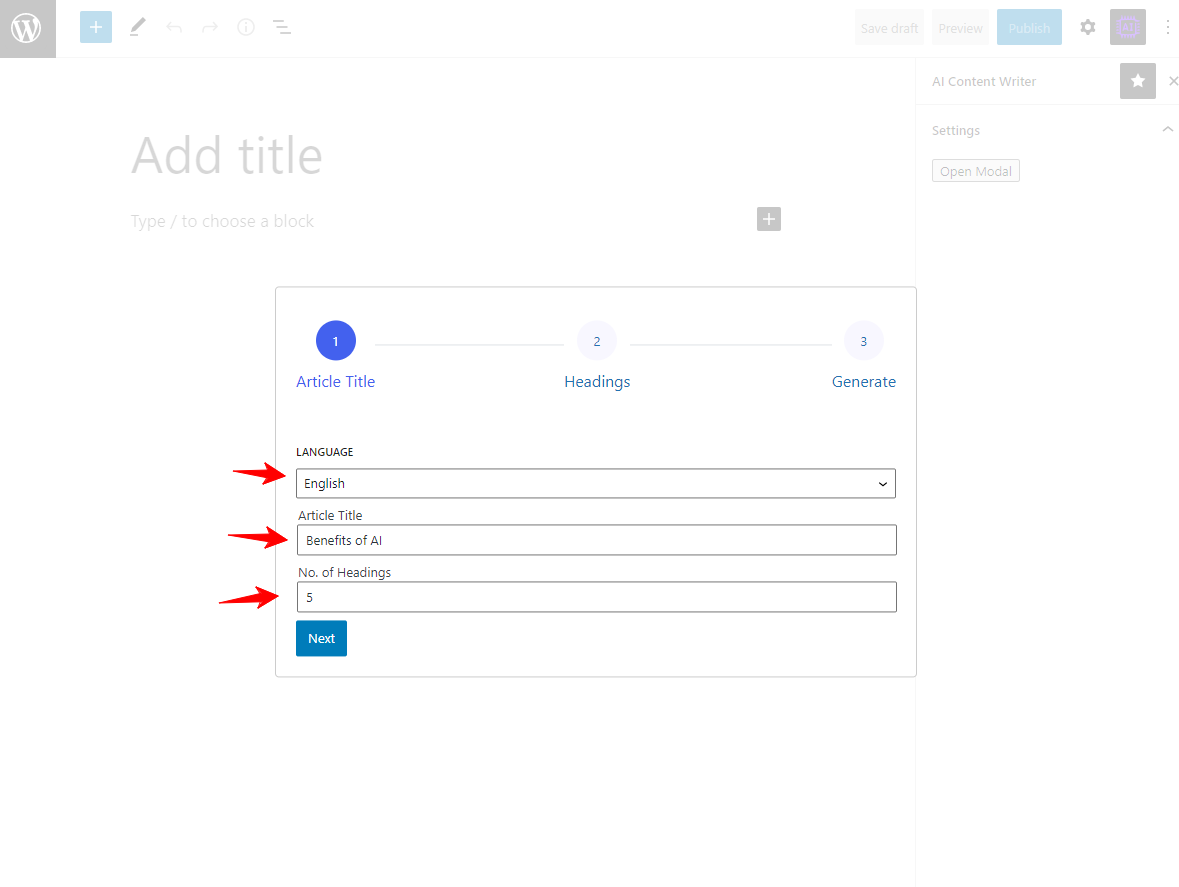 Save draft
Preview
Publish
AI
AI Content Writer
Settings
Open Modal
Add title
Type / to choose a block
1
2
3
Article Title
Headings
Generate
LANGUAGE
English
Article Title
Benefits of AI
No. of Headings
5
Next